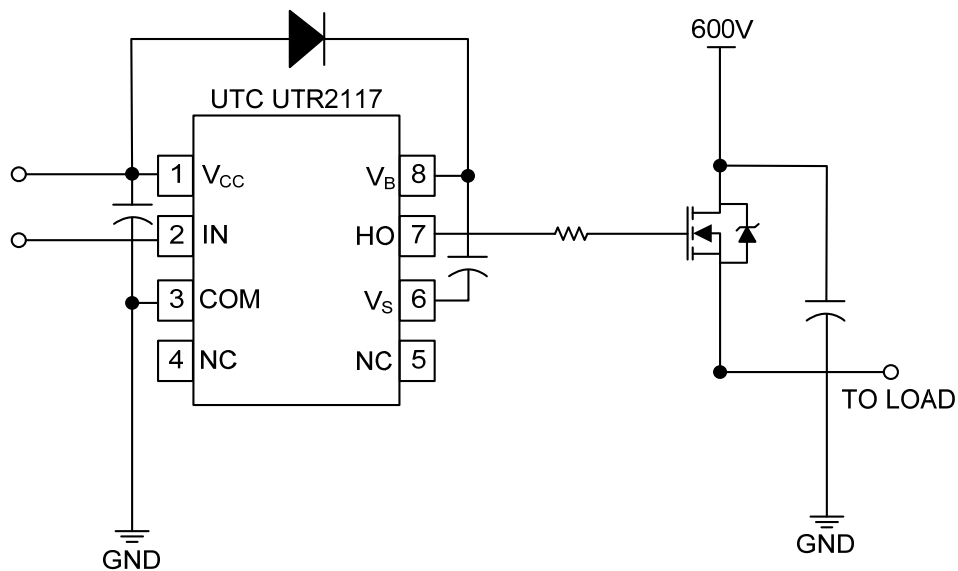 600V
UTC UTR2117
1 VCC
VB 8
2 IN
HO 7
3 COM
VS 6
4 NC
NC 5
TO LOAD
GND
GND